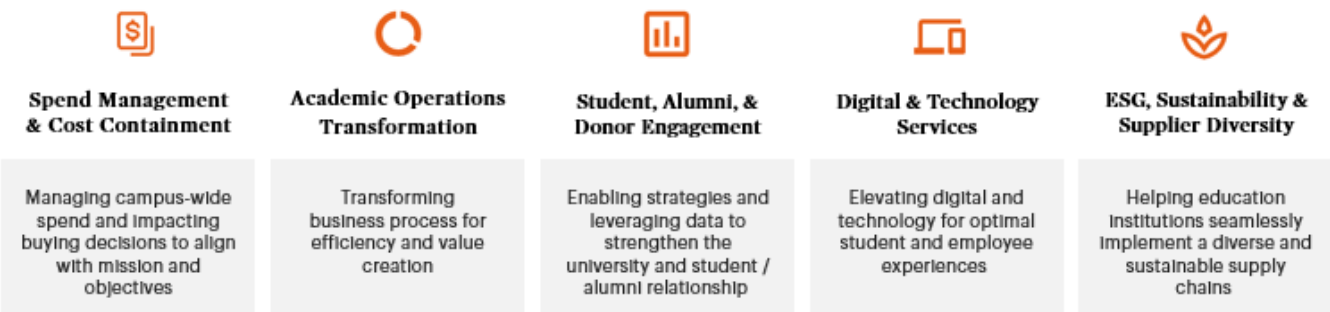 Spend Management
& Cost Containment
Managing campus-wide
spend and impacting
buying decisions to align
with mission and
objectives
Academic Operations
Transformation
Transforming
business process for
efficiency and value
creation
Student, Alumni, &
Donor Engagement
Enabling strategies and
leveraging data to
strengthen the
university and student /
alumni relationship
Digital & Technology
Services
Elevating digital and
technology for optimal
student and employee
experiences
ESG, Sustainability &
Supplier Diversity
Helping education
institutions seamlessly
implement a diverse and
sustainable supply
chains